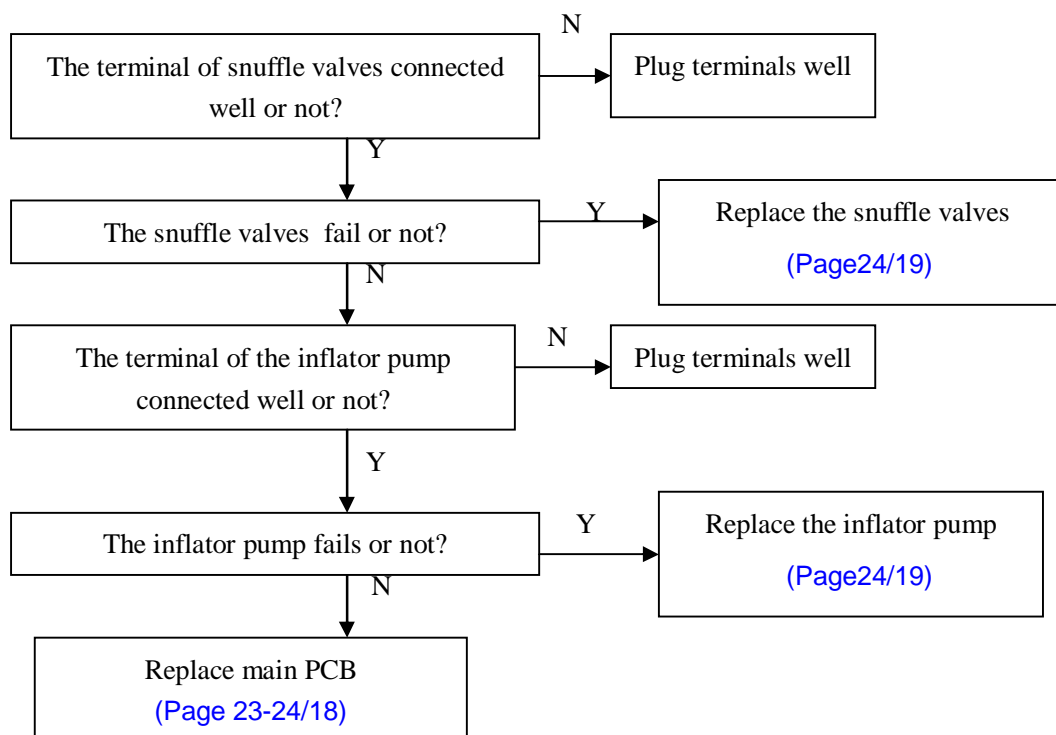 N
The terminal of snuffle valves connected
well or not?
Plug terminals well
Y
The snuffle valves fail or not?
Y
Replace the snuffle valves
(Page24/19)
N
The terminal of the inflator pump
connected well or not?
N
Plug terminals well
Y
The inflator pump fails or not?
Y
Replace the inflator pump
(Page24/19)
N
Replace main PCB
(Page 23-24/18)